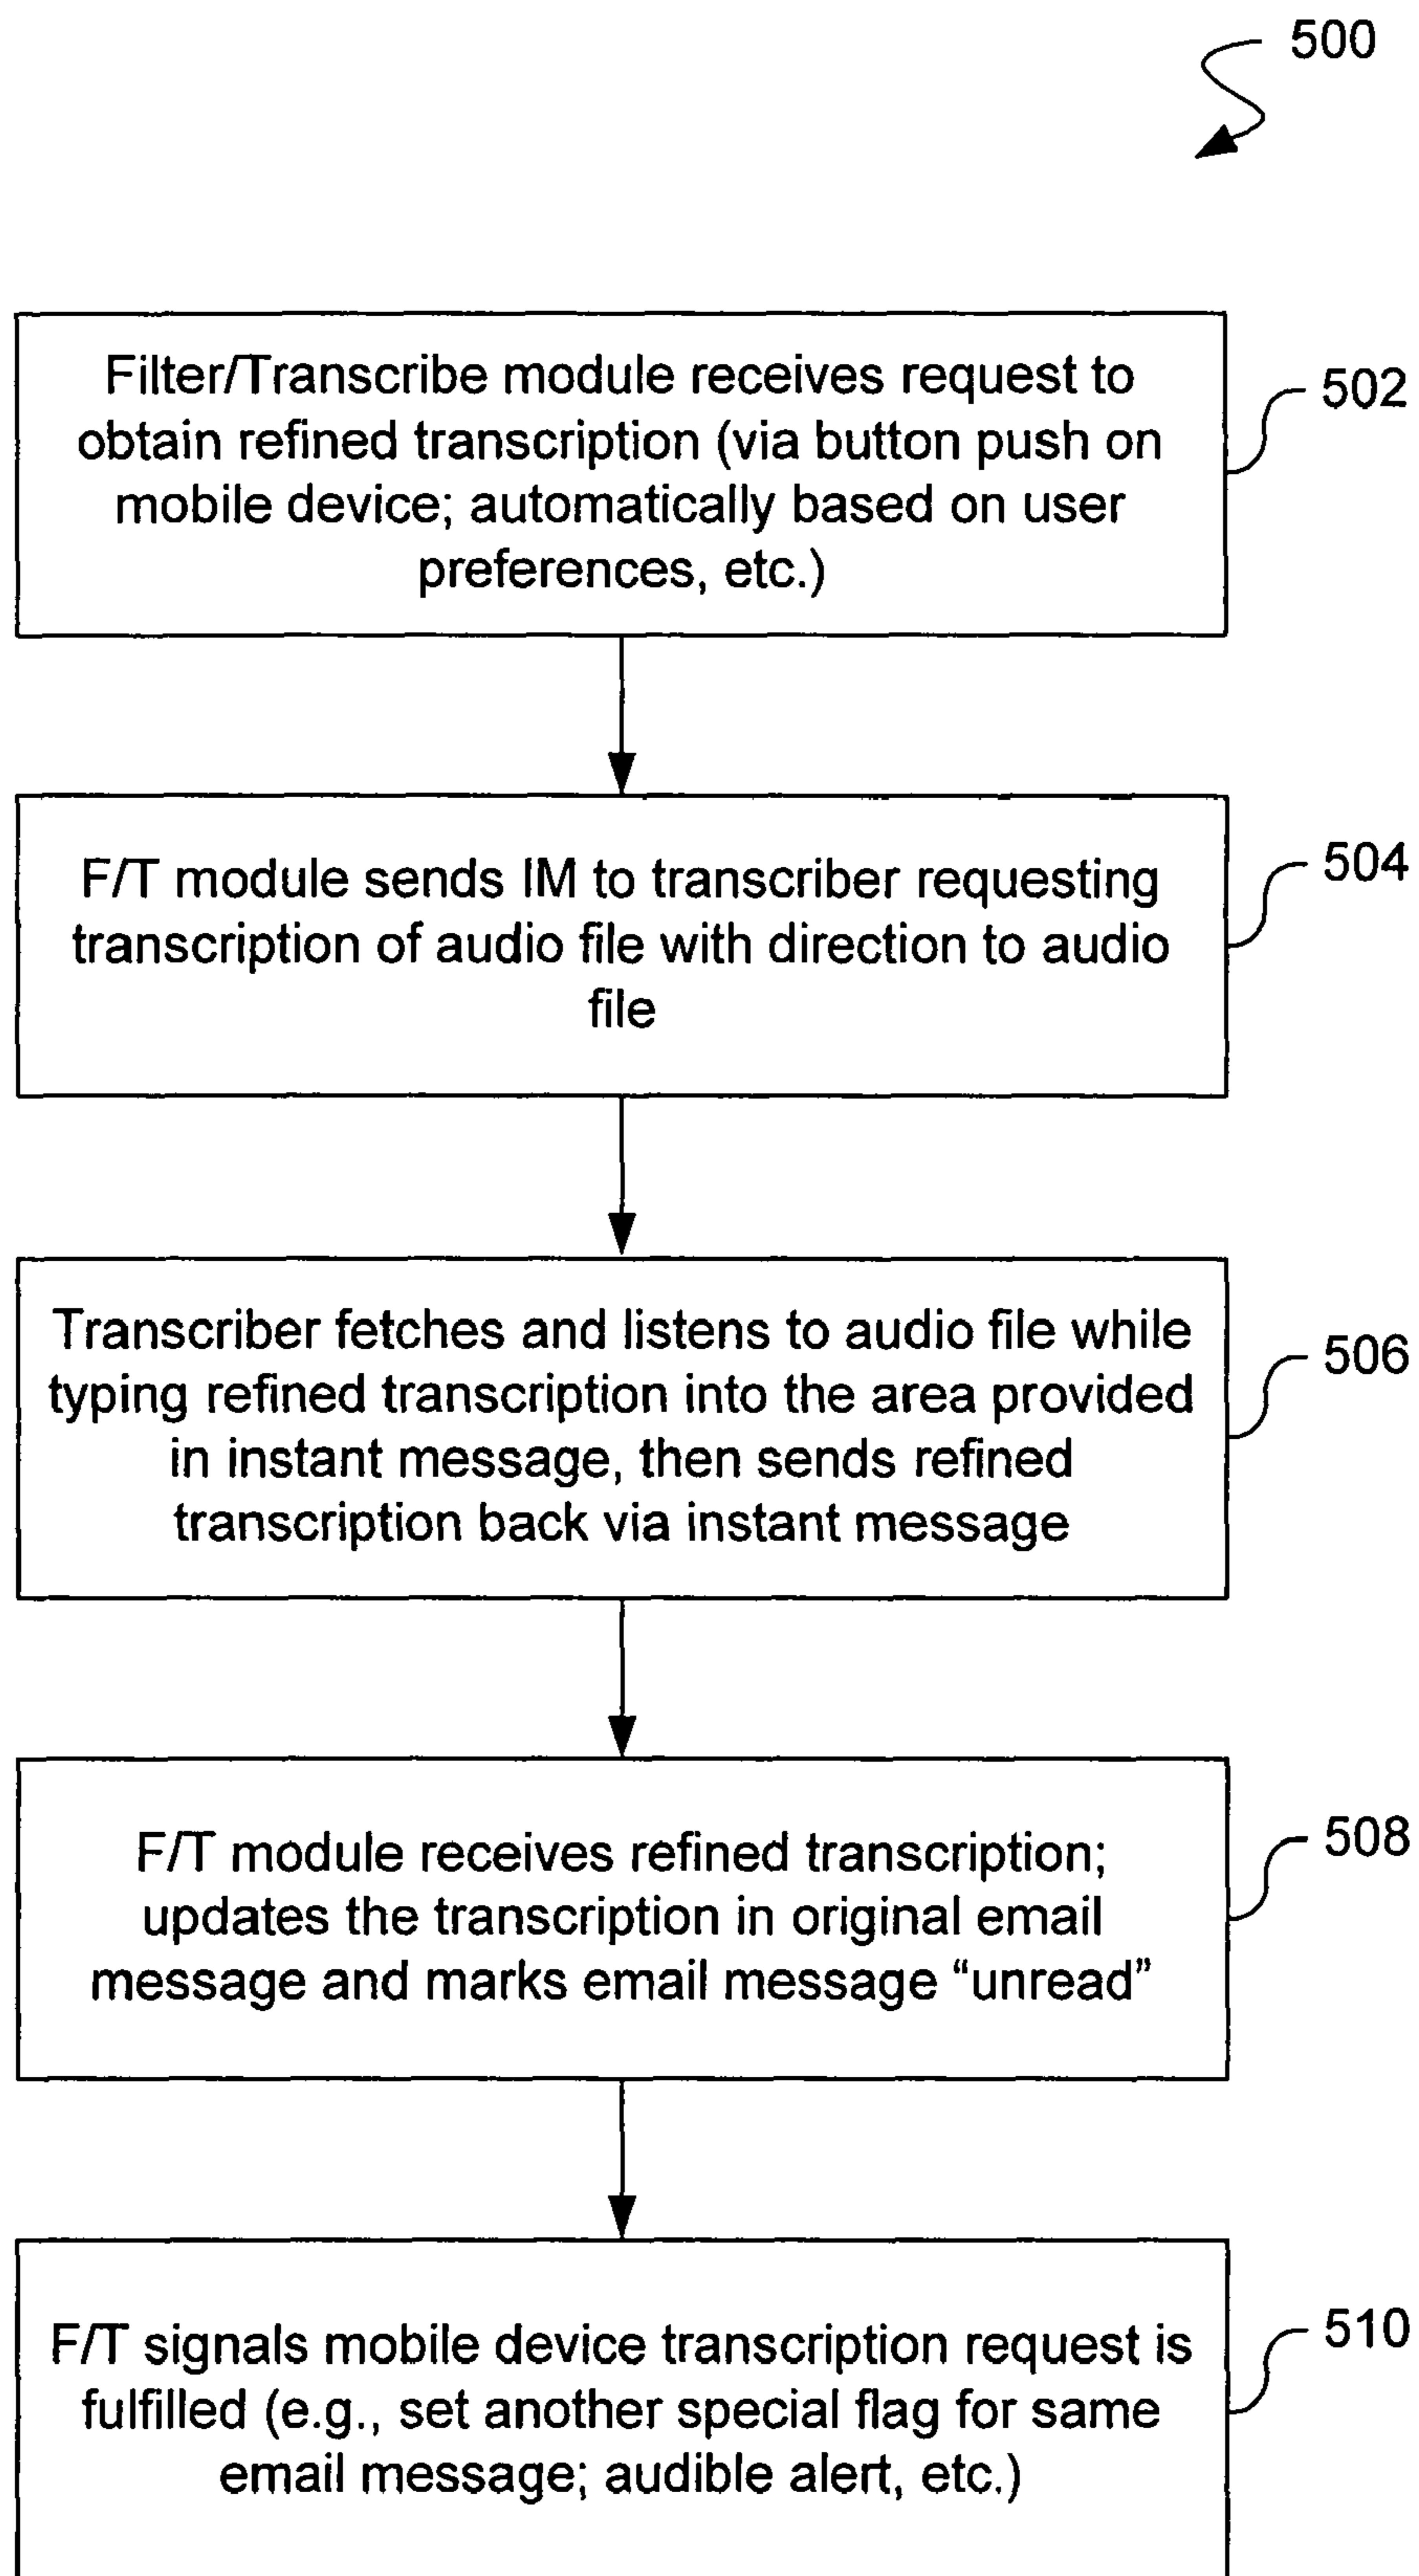 500
Filter/Transcribe module receives request to
obtain refined transcription (via button push on
mobile device; automatically based on user
preferences, etc.)
502
F/T module sends IM to transcriber requesting
transcription of audio file with direction to audio
file
504
Transcriber fetches and listens to audio file while
typing refined transcription into the area provided
in instant message, then sends refined
transcription back via instant message
506
F/T module receives refined transcription;
updates the transcription in original email
message and marks email message “unread”
508
F/T signals mobile device transcription request is
fulfilled (e.g., set another special flag for same
email message; audible alert, etc.)
510